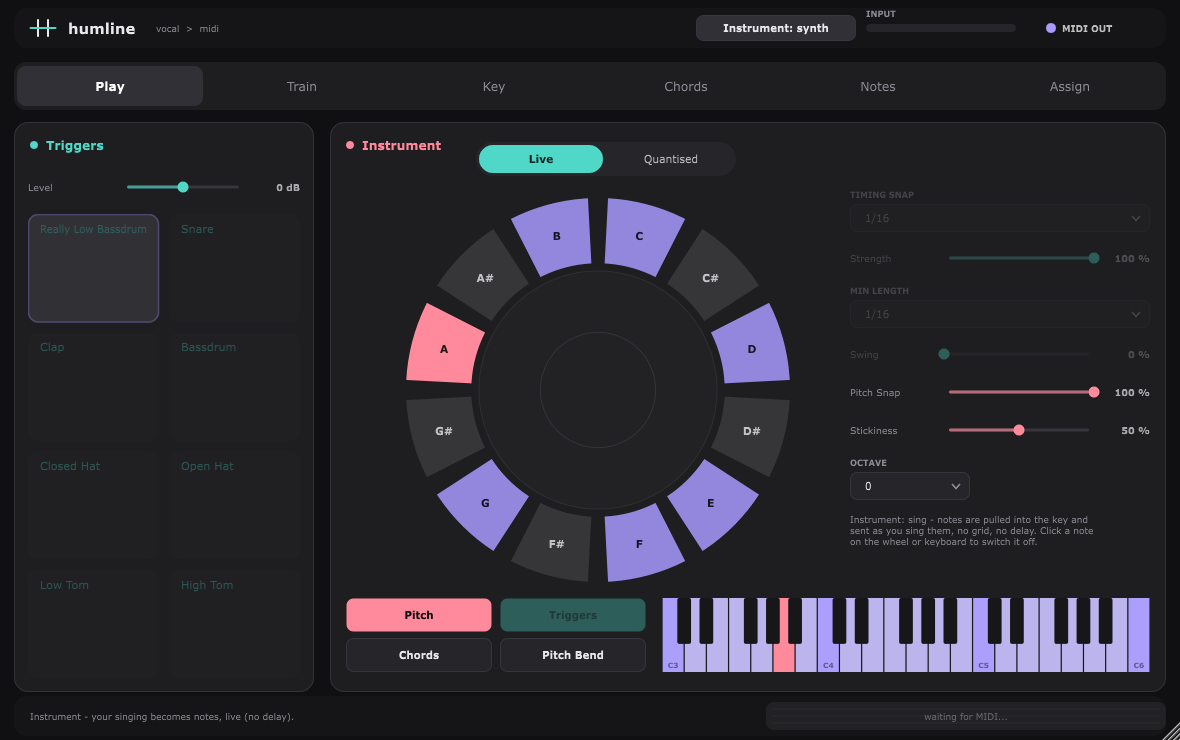 humline
vocal > midi
Instrument: synth
INPUT
MIDI OUT
Play
Train
Key
Chords
Notes
Assign
Triggers
Level
0 dB
Really Low Bassdrum
Snare
Clap
Bassdrum
Closed Hat
Open Hat
Low Tom
High Tom
Instrument
Live
Quantised
B
C
A#
C#
A
D
G#
D#
G
E
F#
F
TIMING SNAP
1/16
Strength
100 %
MIN LENGTH
1/16
Swing
0 %
Pitch Snap
100 %
Stickiness
50 %
OCTAVE
0
Instrument: sing - notes are pulled into the key and
sent as you sing them, no grid, no delay. Click a note
on the wheel or keyboard to switch it off.
Pitch
Triggers
Chords
Pitch Bend
C3
C4
C5
C6
Instrument - your singing becomes notes, live (no delay).
waiting for MIDI...